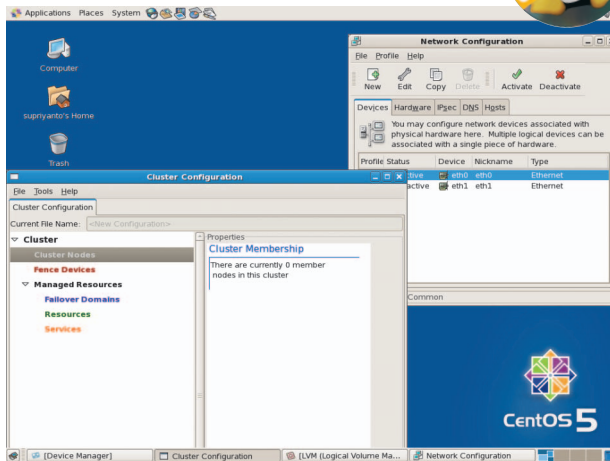 Applications Places System
Computer
supriyanto's Home
Trash
Network Configuration
File Profile Help
New Edit Copy Delete Activate Deactivate
Devices Hardware IPsec DNS Hosts
You may configure network devices associated with
physical hardware here. Multiple logical devices can be
associated with a single piece of hardware.
Profile Status Device Nickname Type
ctive eth0 eth0 Ethernet
active eth1 eth1 Ethernet
Common
Cluster Configuration
File Tools Help
Cluster Configuration
Current File Name: <New Configuration>
Cluster
Cluster Nodes
Fence Devices
Managed Resources
Failover Domains
Resources
Services
Properties
Cluster Membership
There are currently 0 member
nodes in this cluster
CentOS 5
[Device Manager] Cluster Configuration [LVM (Logical Volume Ma... Network Configuration